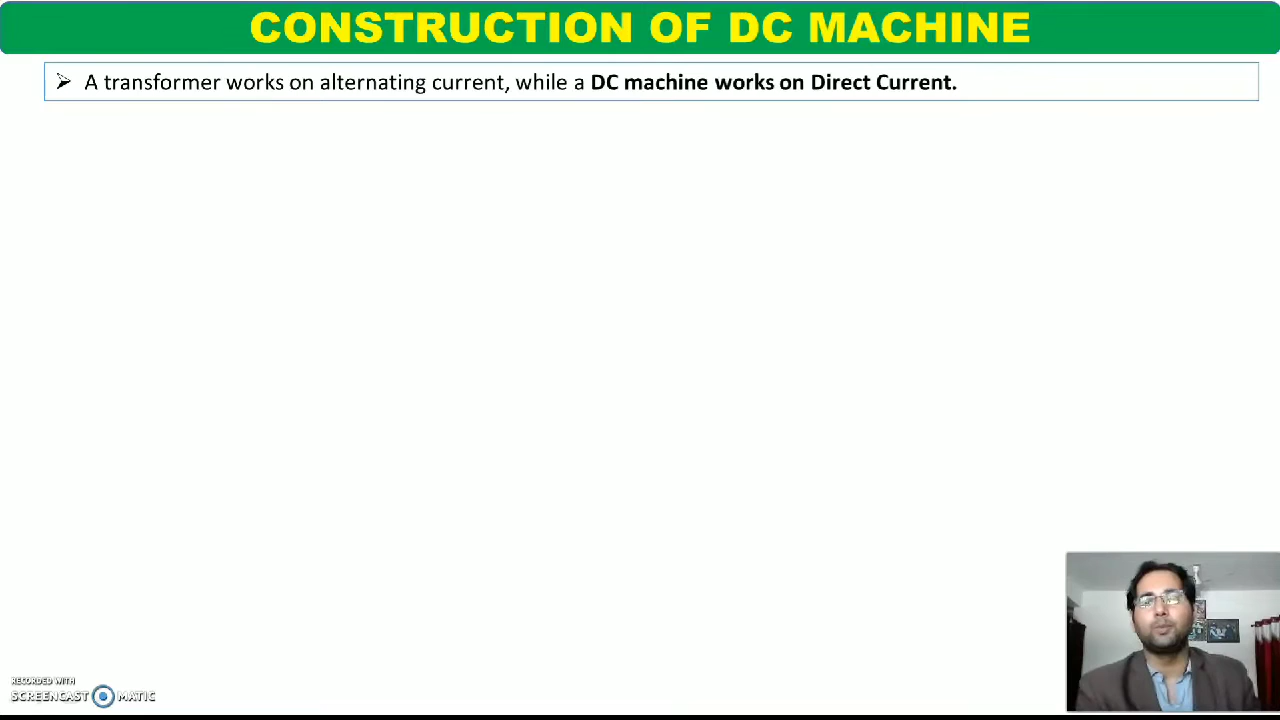 CONSTRUCTION OF DC MACHINE
➢ A transformer works on alternating current, while a DC machine works on Direct Current.
RECORDED WITH
SCREENCAST MATIC